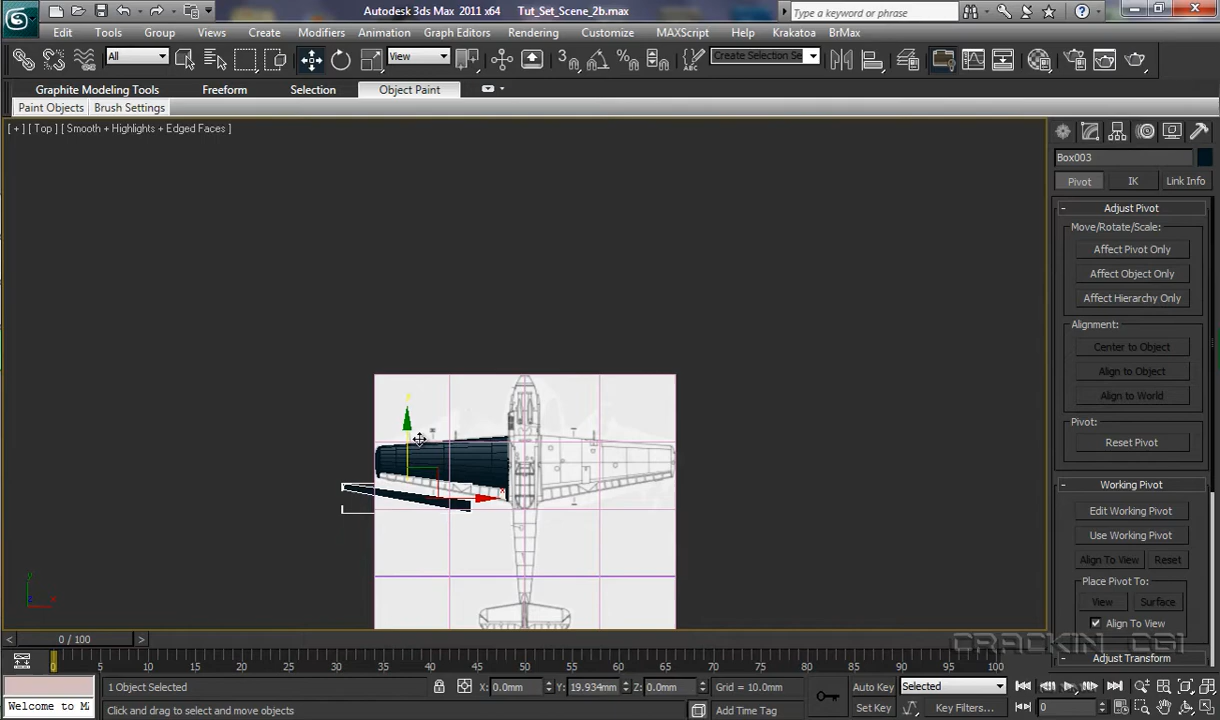 Autodesk 3ds Max 2011 x64 Tut_Set_Scene_2b.max Type a keyword or phrase
Edit Tools Group Views Create Modifiers Animation Graph Editors Rendering Customize MAXScript Help Krakatoa BrMax
All View Create Selection Se
Graphite Modeling Tools Freeform Selection Object Paint
Paint Objects Brush Settings
[ + ] [ Top ] [ Smooth + Highlights + Edged Faces ]
Box003
Pivot IK Link Info
- Adjust Pivot
Move/Rotate/Scale:
Affect Pivot Only
Affect Object Only
Affect Hierarchy Only
Alignment:
Center to Object
Align to Object
Align to World
Pivot:
Reset Pivot
- Working Pivot
Edit Working Pivot
Use Working Pivot
Align To View Reset
Place Pivot To:
View Surface
Align To View
CRACKIN CGI
- Adjust Transform
< 0 / 100 >
0 5 10 15 20 25 30 35 40 45 50 55 60 65 70 75 80 85 90 95 100
1 Object Selected X: 0.0mm Y: 19.934mm Z: 0.0mm Grid = 10.0mm Auto Key Selected
Welcome to MA Click and drag to select and move objects Add Time Tag Set Key Key Filters... 0